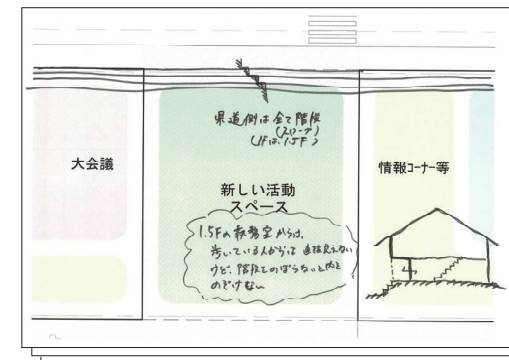 県道側は全て階段
(スロープ)
(1Fは、1.5F)
大会議
情報コーナー等
新しい活動
スペース
1.5Fの教務室からは、
歩いている人からは 直接見えない
けど、階段でのぼらないと内を
のぞけない